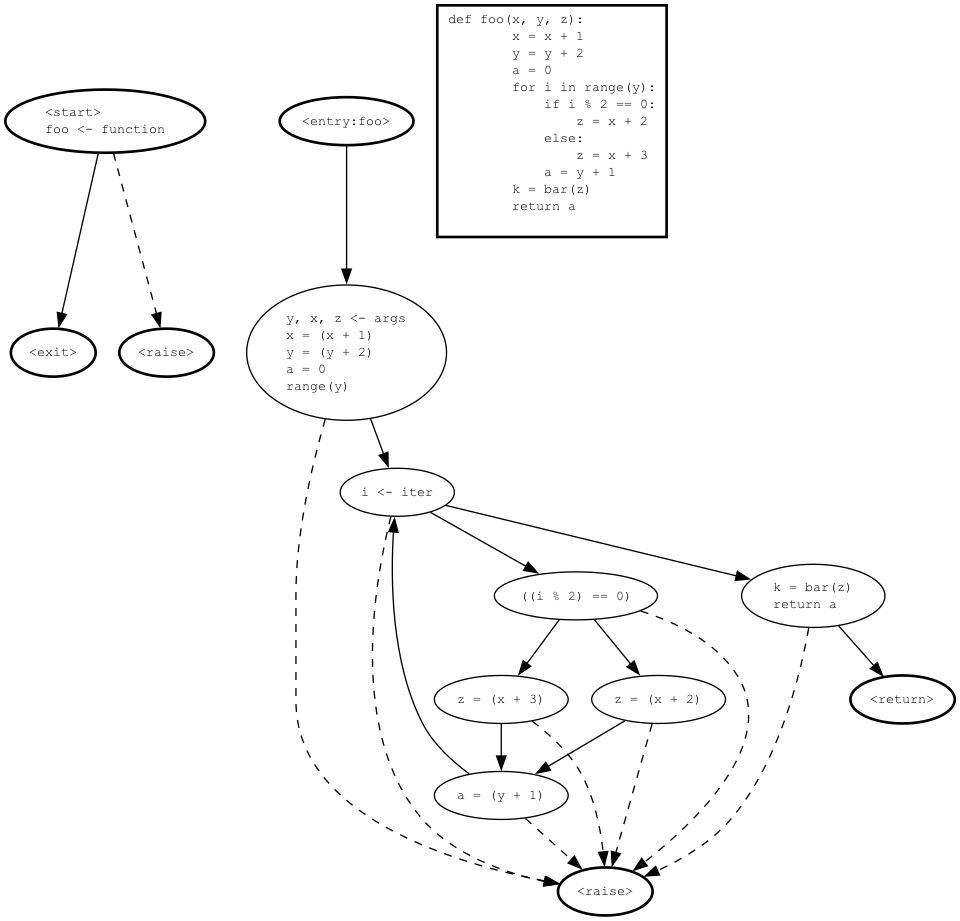 def foo(x, y, z):
        x = x + 1
        y = y + 2
        a = 0
        for i in range(y):
            if i % 2 == 0:
                z = x + 2
            else:
                z = x + 3
            a = y + 1
        k = bar(z)
        return a
<start>
foo <- function
<entry:foo>
<exit>
<raise>
y, x, z <- args
x = (x + 1)
y = (y + 2)
a = 0
range(y)
i <- iter
((i % 2) == 0)
k = bar(z)
return a
z = (x + 3)
z = (x + 2)
<return>
a = (y + 1)
<raise>